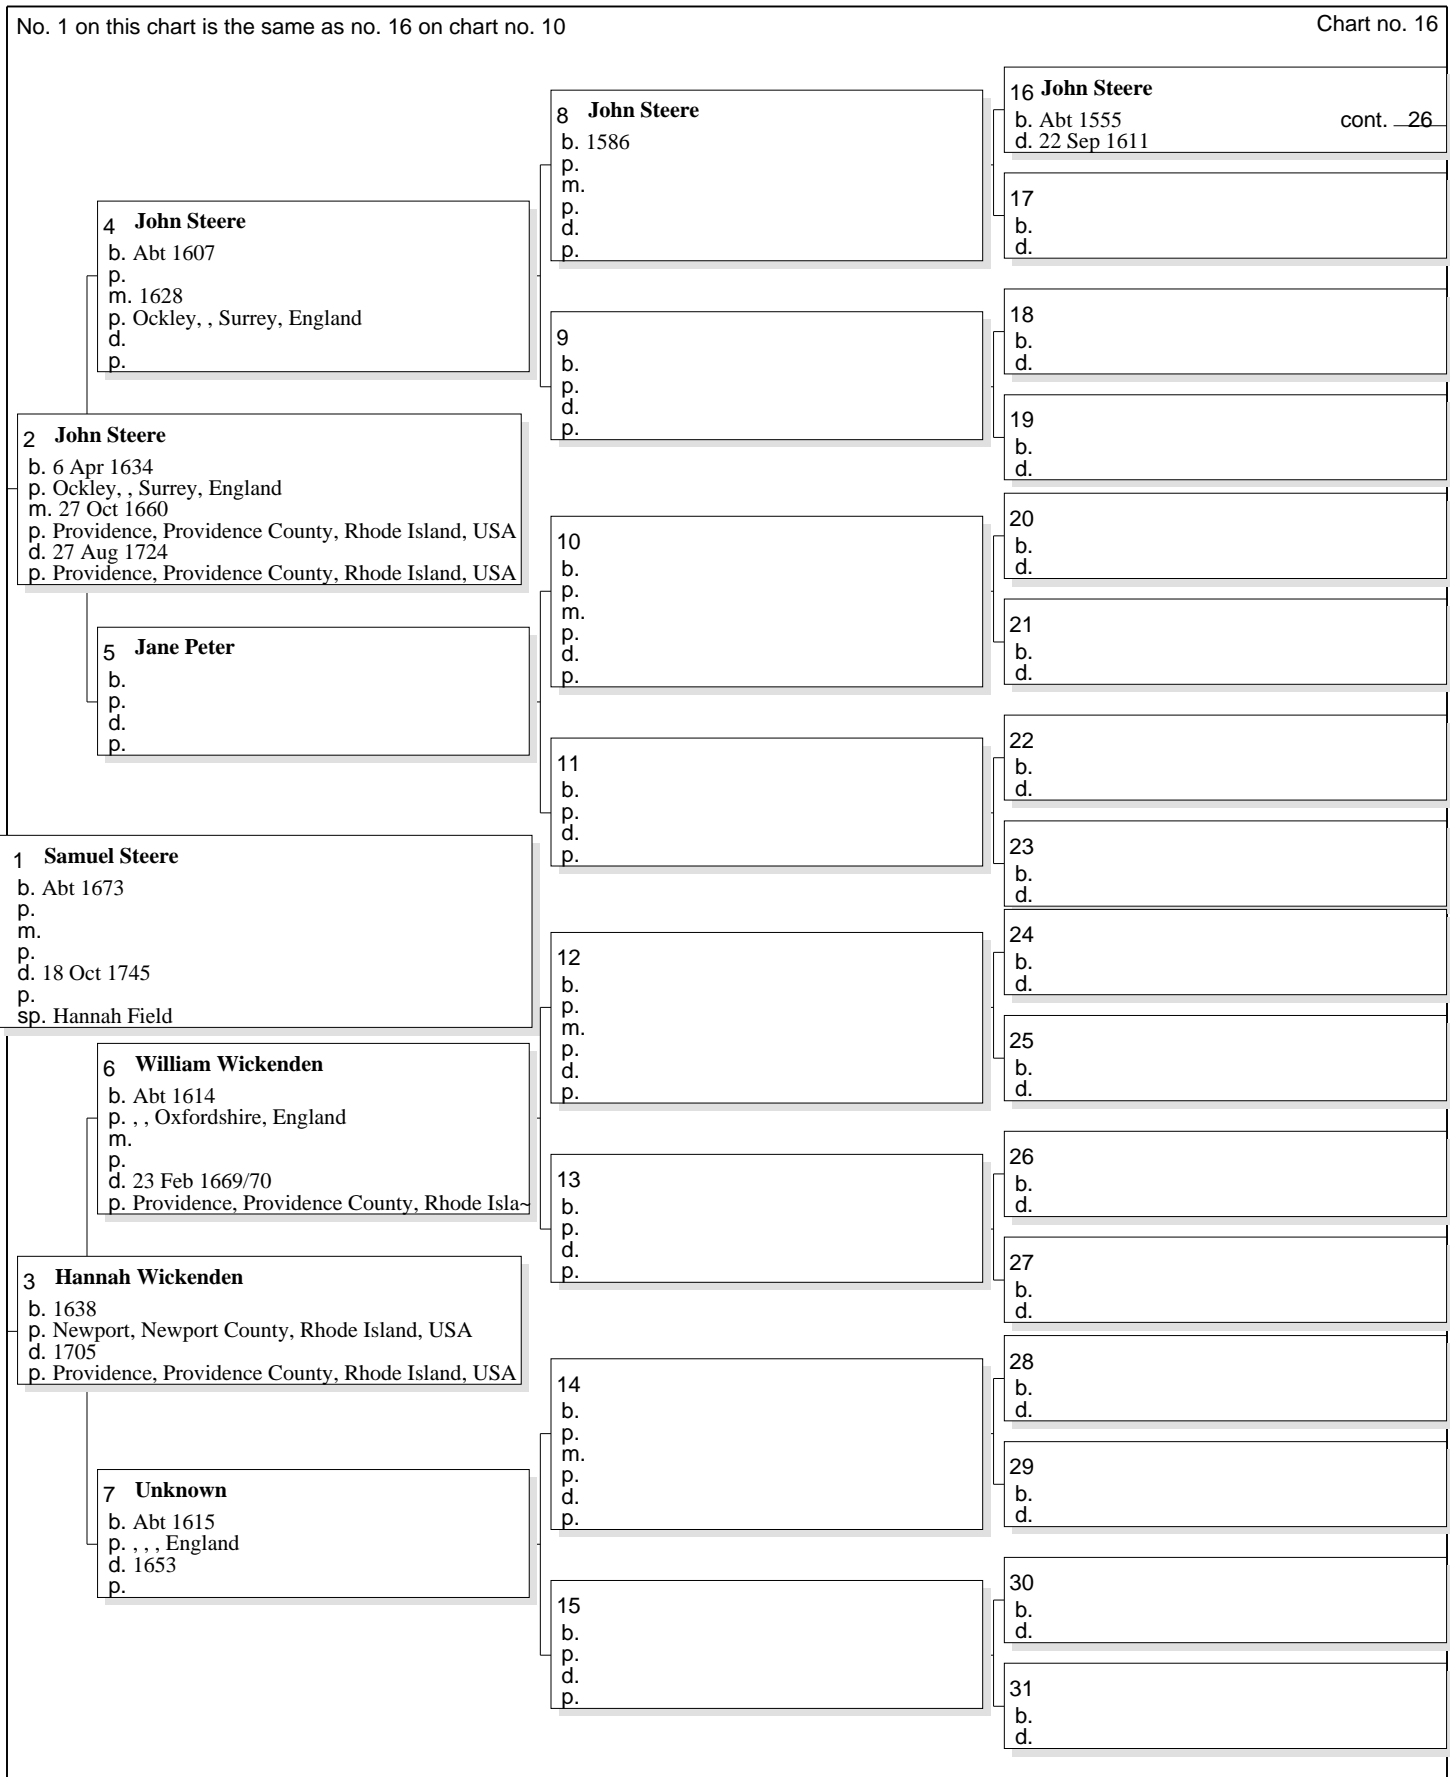 No. 1 on this chart is the same as no. 16 on chart no. 10
Chart no. 16
16 John Steere
b. Abt 1555
cont. 26
d. 22 Sep 1611
8 John Steere
b. 1586
p.
m.
p.
d.
p.
17
b.
d.
4 John Steere
b. Abt 1607
p.
m. 1628
p. Ockley, , Surrey, England
d.
p.
18
b.
d.
9
b.
p.
d.
p.
19
b.
d.
2 John Steere
b. 6 Apr 1634
p. Ockley, , Surrey, England
m. 27 Oct 1660
p. Providence, Providence County, Rhode Island, USA
d. 27 Aug 1724
p. Providence, Providence County, Rhode Island, USA
20
b.
d.
10
b.
p.
m.
p.
d.
p.
21
b.
d.
5 Jane Peter
b.
p.
d.
p.
22
b.
d.
11
b.
p.
d.
p.
23
b.
d.
1 Samuel Steere
b. Abt 1673
p.
m.
p.
d. 18 Oct 1745
p.
sp. Hannah Field
24
b.
d.
12
b.
p.
m.
p.
d.
p.
25
b.
d.
6 William Wickenden
b. Abt 1614
p. , , Oxfordshire, England
m.
p.
d. 23 Feb 1669/70
p. Providence, Providence County, Rhode Isla~
26
b.
d.
13
b.
p.
d.
p.
27
b.
d.
3 Hannah Wickenden
b. 1638
p. Newport, Newport County, Rhode Island, USA
d. 1705
p. Providence, Providence County, Rhode Island, USA
28
b.
d.
14
b.
p.
m.
p.
d.
p.
29
b.
d.
7 Unknown
b. Abt 1615
p. , , , England
d. 1653
p.
30
b.
d.
15
b.
p.
d.
p.
31
b.
d.